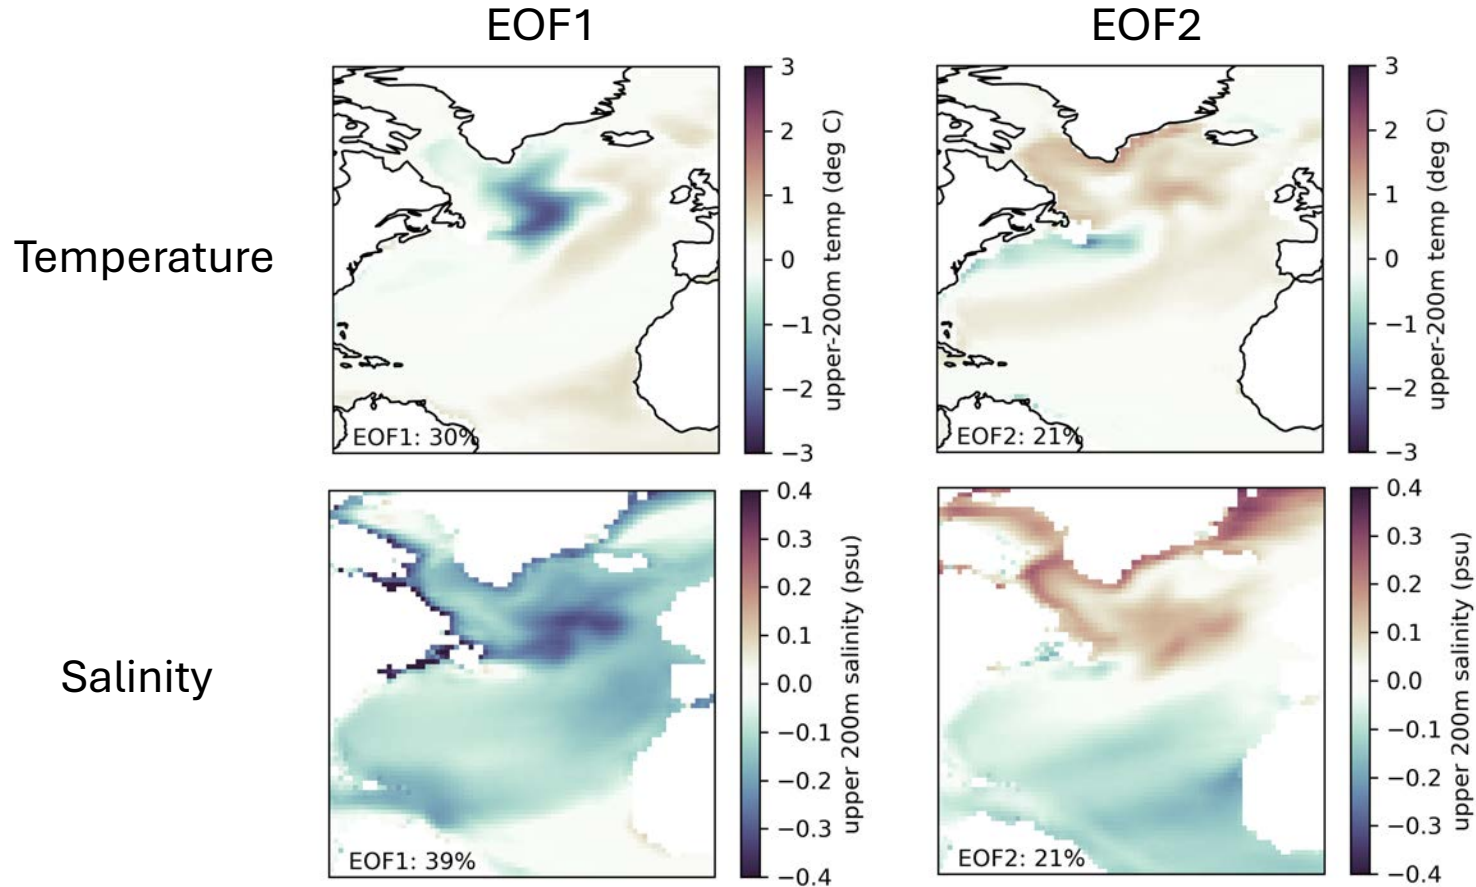 EOF1
EOF2
Temperature
EOF1: 30%
3
2
1
0
−1
−2
−3
upper-200m temp (deg C)
EOF2: 21%
3
2
1
0
−1
−2
−3
upper-200m temp (deg C)
Salinity
EOF1: 39%
0.4
0.3
0.2
0.1
0.0
−0.1
−0.2
−0.3
−0.4
upper 200m salinity (psu)
EOF2: 21%
0.4
0.3
0.2
0.1
0.0
−0.1
−0.2
−0.3
−0.4
upper 200m salinity (psu)